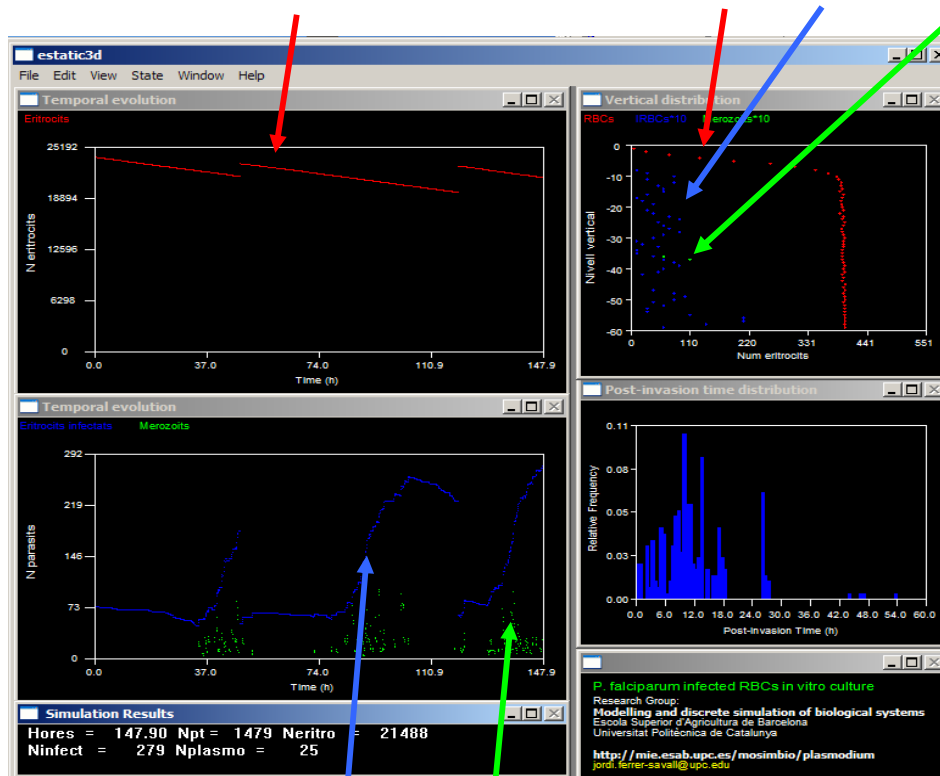 estatic3d
File Edit View State Window Help
Temporal evolution
Eritrocits
25192
18894
12596
6298
0
N eritrocits
0.0 37.0 74.0 110.9 147.9
Time (h)
Vertical distribution
RBCs IRBCs*10 Merozoits*10
0
-10
-20
-30
-40
-50
-60
Nivell vertical
0 110 220 331 441 551
Num eritrocits
Temporal evolution
Eritrocits Infectats Merozoits
292
219
146
73
0
N parasits
0.0 37.0 74.0 110.9 147.9
Time (h)
Post-invasion time distribution
0.11
0.08
0.05
0.03
0.00
Relative Frequency
0.0 6.0 12.0 18.0 24.0 30.0 36.0 42.0 48.0 54.0 60.0
Post-invasion Time (h)
Simulation Results
Hores = 147.90 Npt = 1479 Neritro = 21488
Ninfect = 279 Nplasmo = 25
P. falciparum infected RBCs in vitro culture
Research Group:
Modelling and discrete simulation of biological systems
Escola Superior d'Agricultura de Barcelona
Universitat Politècnica de Catalunya
http://mie.esab.upc.es/mosimbio/plasmodium
jordi.ferrer-savall@upc.edu